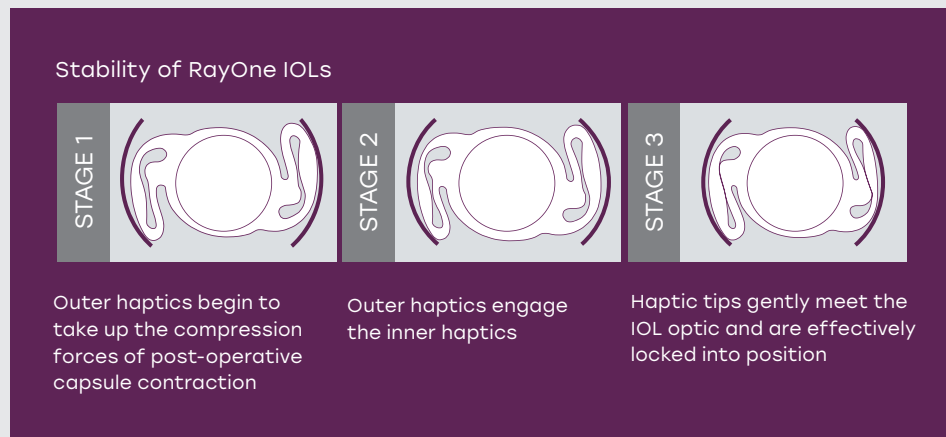 Stability of RayOne IOLs
STAGE 1
STAGE 2
STAGE 3
Outer haptics begin to
take up the compression
forces of post-operative
capsule contraction
Outer haptics engage
the inner haptics
Haptic tips gently meet the
IOL optic and are effectively
locked into position